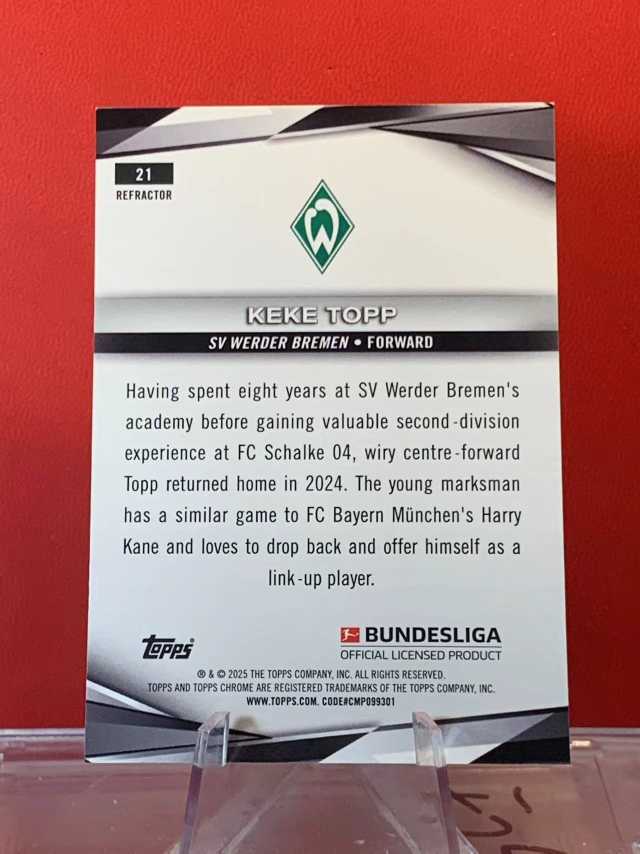 21
REFRACTOR
W
KEKE TOPP
SV WERDER BREMEN • FORWARD
Having spent eight years at SV Werder Bremen's
academy before gaining valuable second-division
experience at FC Schalke 04, wiry centre-forward
Topp returned home in 2024. The young marksman
has a similar game to FC Bayern München's Harry
Kane and loves to drop back and offer himself as a
link-up player.
Topps®
BUNDESLIGA
OFFICIAL LICENSED PRODUCT
® & © 2025 THE TOPPS COMPANY, INC. ALL RIGHTS RESERVED.
TOPPS AND TOPPS CHROME ARE REGISTERED TRADEMARKS OF THE TOPPS COMPANY, INC.
WWW.TOPPS.COM. CODE#CMP099301